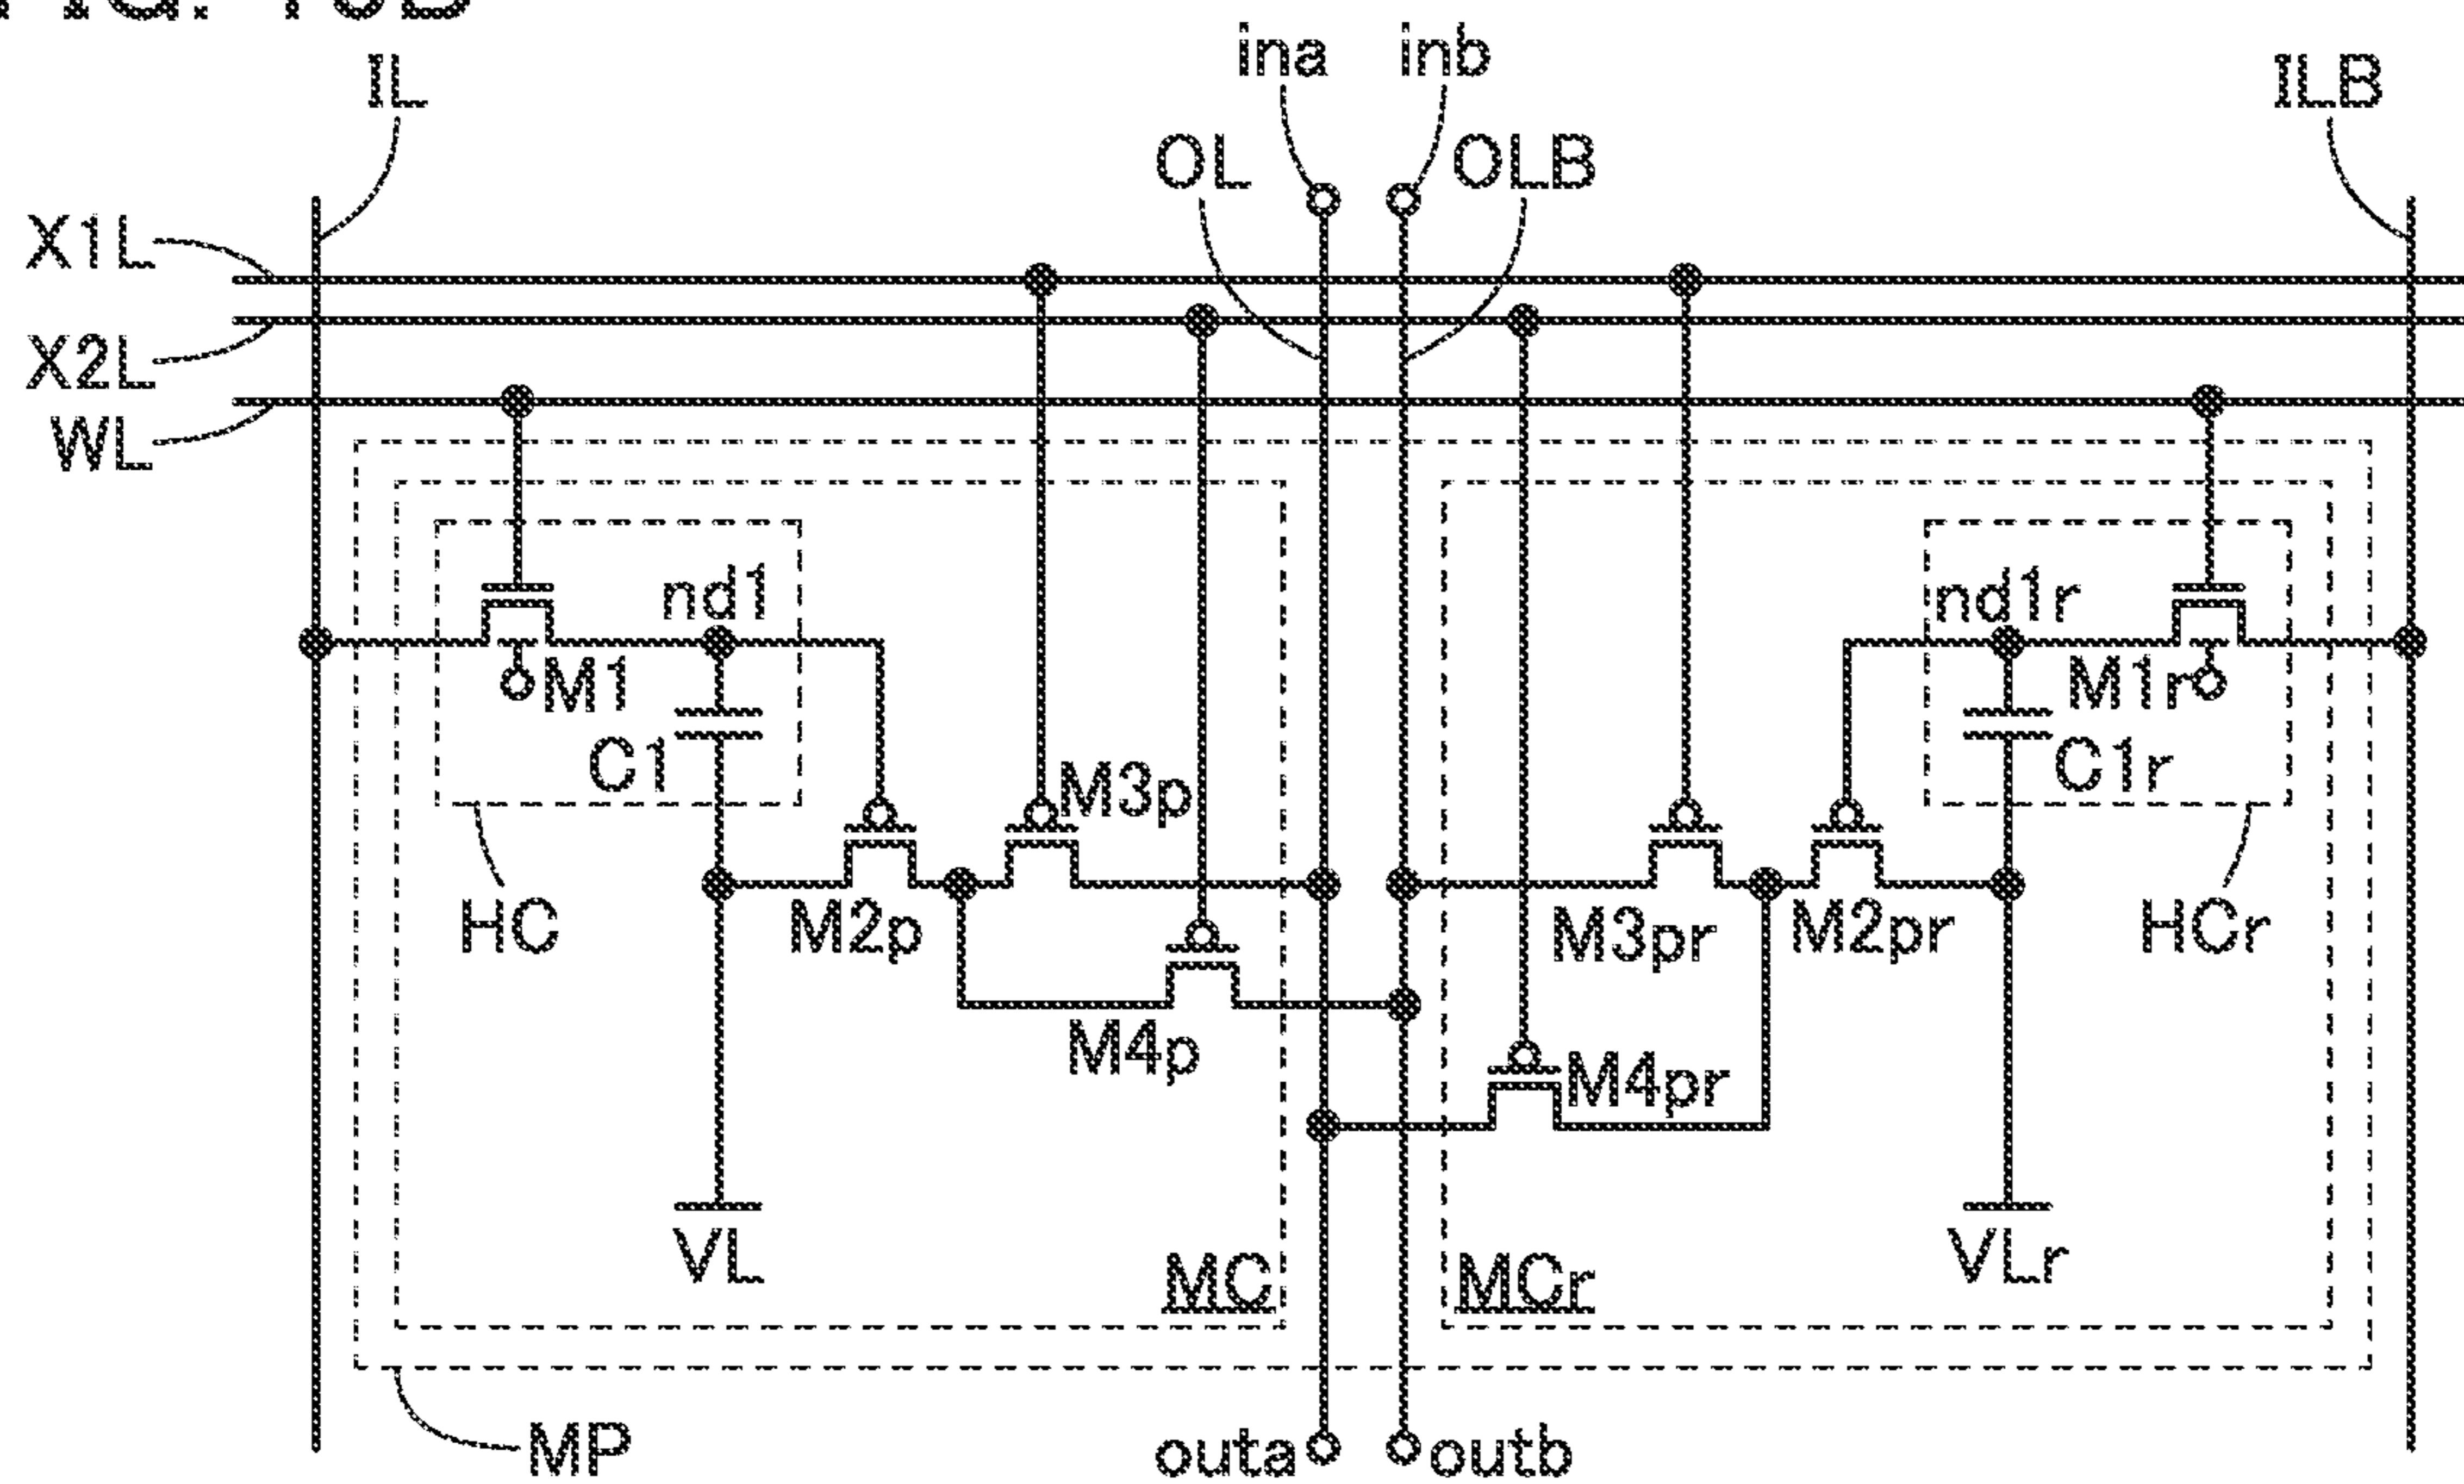 ina inb
IL
ILB
OL OLB
X1L
X2L
WL
nd1
nd1r
M1
M1r
C1
C1r
M3p
HC
M2p
M3pr
M2pr
HCr
M4p
M4pr
VL
VLr
MC
MCr
MP
outa outb